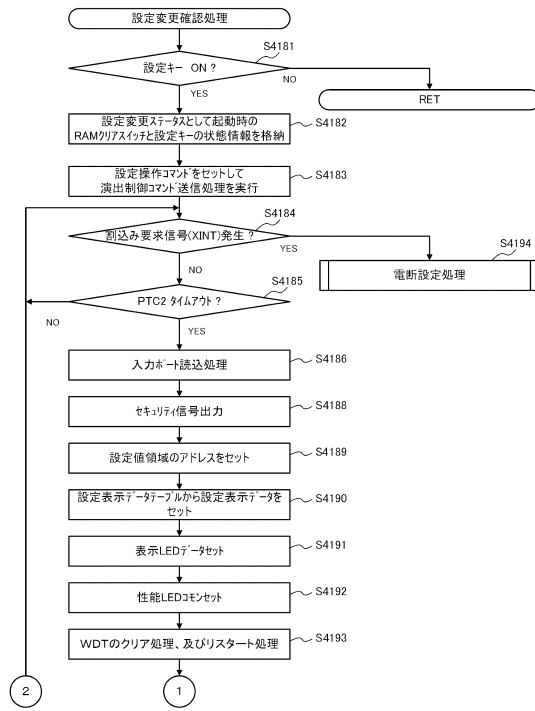 設定変更確認処理
S4181
設定キー ON ?
NO
YES
RET
設定変更ステータスとして起動時の
RAMクリアスイッチと設定キーの状態情報を格納
S4182
設定操作コマンドをセットして
演出制御コマンド送信処理を実行
S4183
S4184
割込み要求信号(XINT)発生 ?
YES
NO
S4194
電断設定処理
S4185
PTC2 タイムアウト ?
NO
YES
入力ポート読込処理
S4186
セキュリティ信号出力
S4188
設定値領域のアドレスをセット
S4189
設定表示データテーブルから設定表示データを
セット
S4190
表示LEDデータセット
S4191
性能LEDコモンセット
S4192
WDTのクリア処理、及びリスタート処理
S4193
2
1